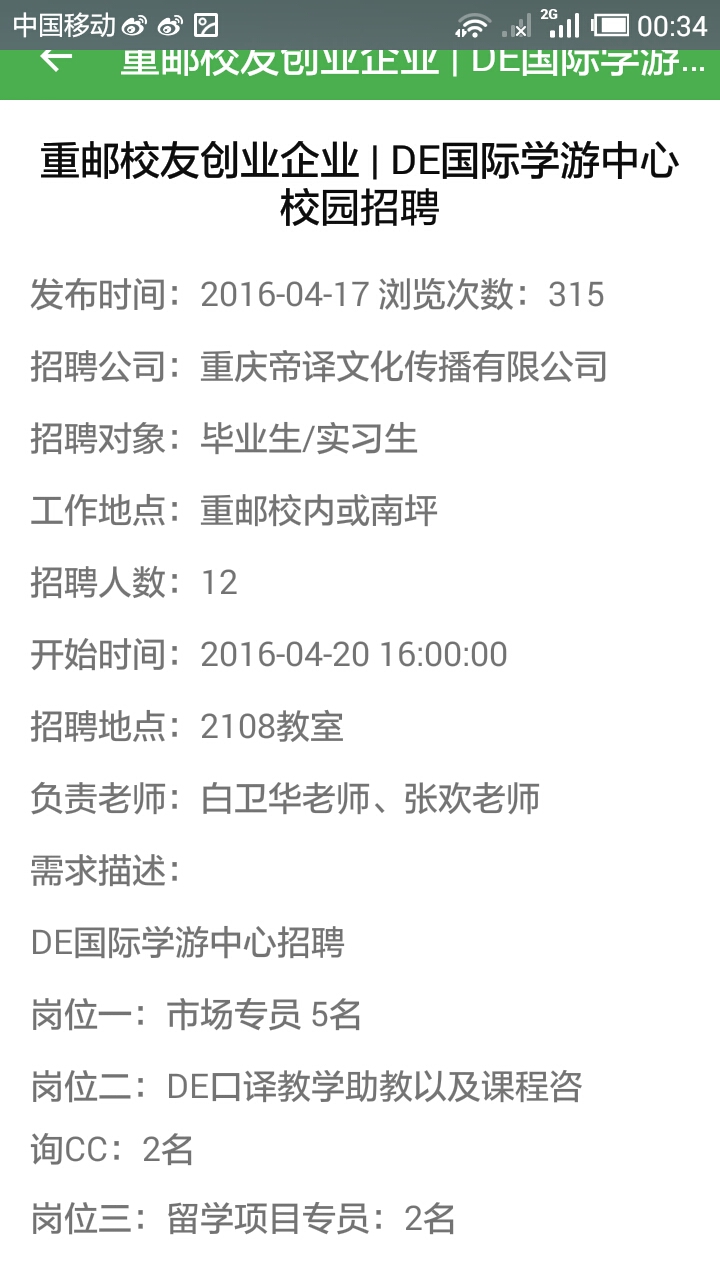 中国移动 2G 00:34
重邮校友创业企业 | DE国际学游...
重邮校友创业企业 | DE国际学游中心
校园招聘
发布时间：2016-04-17 浏览次数：315
招聘公司：重庆帝译文化传播有限公司
招聘对象：毕业生/实习生
工作地点：重邮校内或南坪
招聘人数：12
开始时间：2016-04-20 16:00:00
招聘地点：2108教室
负责老师：白卫华老师、张欢老师
需求描述：
DE国际学游中心招聘
岗位一：市场专员 5名
岗位二：DE口译教学助教以及课程咨
询CC：2名
岗位三：留学项目专员：2名